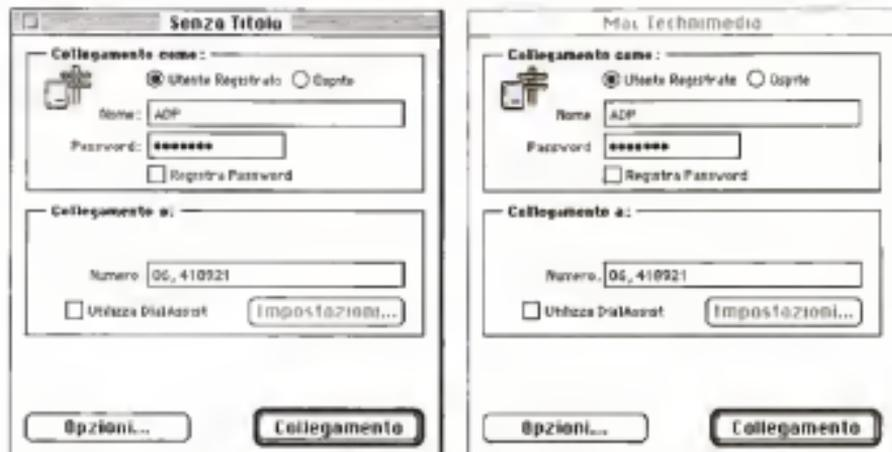 Senza Titolo
Collegamento come:
Utente Registrato Ospite
Nome: ADP
Password: •••••••
Registra Password
Collegamento a:
Numero 06, 418921
Utilizza DialAssist Impostazioni...
Opzioni... Collegamento
Mac Technimedia
Collegamento come:
Utente Registrato Ospite
Nome ADP
Password •••••••
Registra Password
Collegamento a:
Numero. 06, 418921
Utilizza DialAssist Impostazioni...
Opzioni... Collegamento